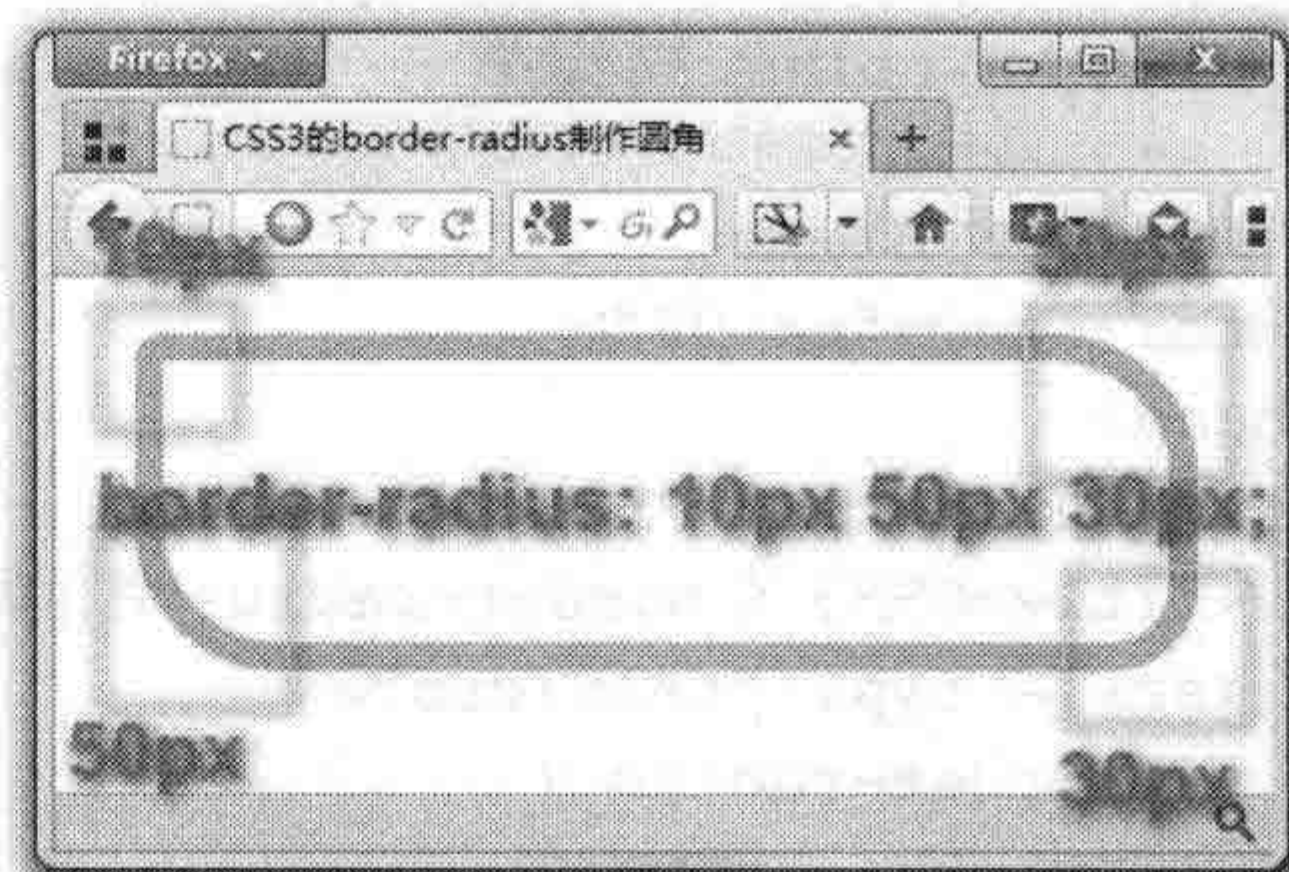 Firefox
CSS3的border-radius制作圆角
10px
50px
border-radius: 10px 50px 30px;
50px
30px